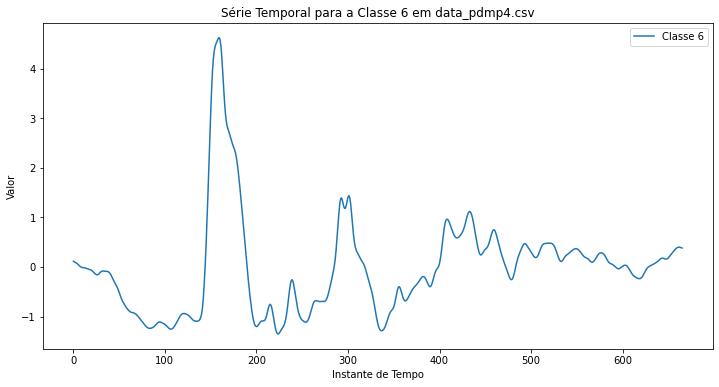 Série Temporal para a Classe 6 em data_pdmp4.csv
Classe 6
Valor
4
3
2
1
0
−1
0 100 200 300 400 500 600
Instante de Tempo